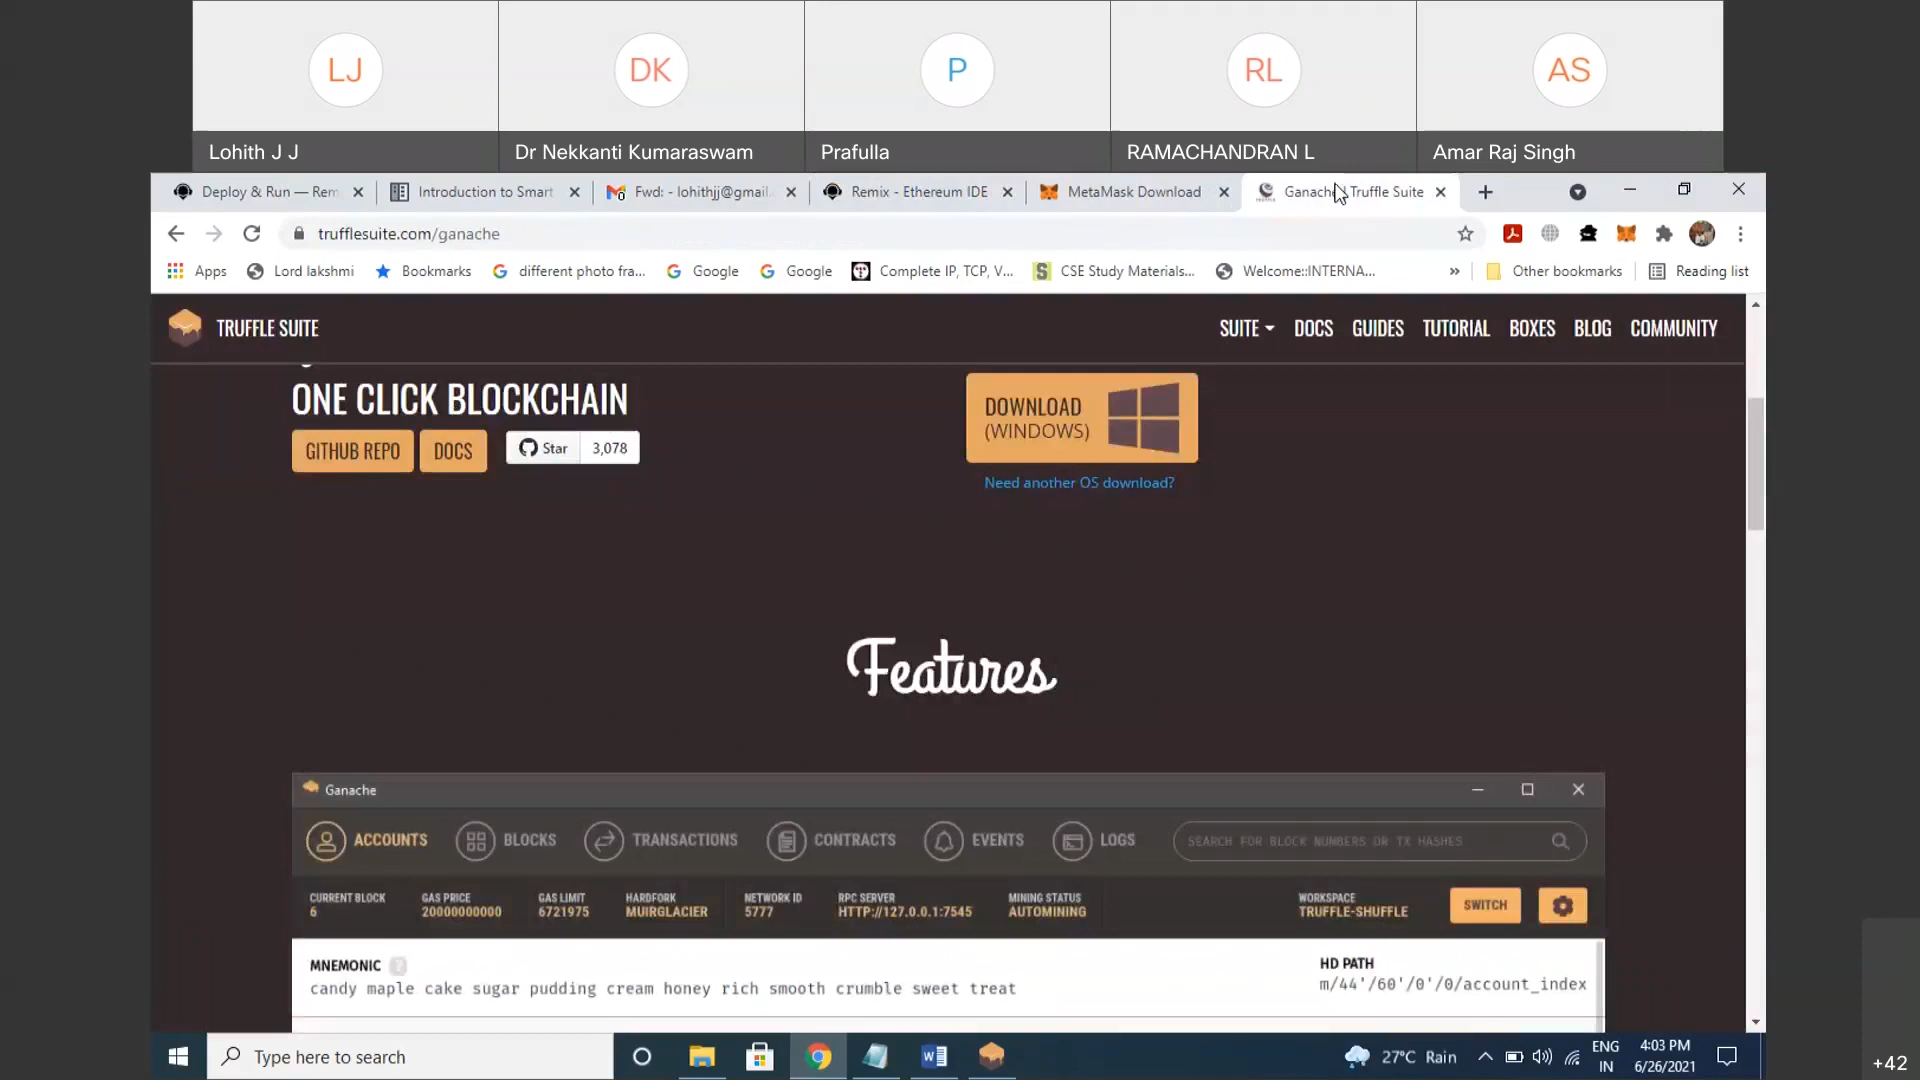 LJ
DK
P
RL
AS
Lohith J J
Dr Nekkanti Kumaraswam
Prafulla
RAMACHANDRAN L
Amar Raj Singh
Deploy & Run — Rem
Introduction to Smart
Fwd: - lohithjj@gmail.
Remix - Ethereum IDE
MetaMask Download
Ganache | Truffle Suite
trufflesuite.com/ganache
Apps
Lord lakshmi
Bookmarks
different photo fra...
Google
Google
Complete IP, TCP, V...
CSE Study Materials...
Welcome::INTERNA...
»
Other bookmarks
Reading list
TRUFFLE SUITE
SUITE
DOCS
GUIDES
TUTORIAL
BOXES
BLOG
COMMUNITY
ONE CLICK BLOCKCHAIN
GITHUB REPO
DOCS
Star
3,078
DOWNLOAD
(WINDOWS)
Need another OS download?
Features
Ganache
ACCOUNTS
BLOCKS
TRANSACTIONS
CONTRACTS
EVENTS
LOGS
SEARCH FOR BLOCK NUMBERS OR TX HASHES
CURRENT BLOCK
6
GAS PRICE
20000000000
GAS LIMIT
6721975
HARDFORK
MUIRGLACIER
NETWORK ID
5777
RPC SERVER
HTTP://127.0.0.1:7545
MINING STATUS
AUTOMINING
WORKSPACE
TRUFFLE-SHUFFLE
SWITCH
MNEMONIC ?
candy maple cake sugar pudding cream honey rich smooth crumble sweet treat
HD PATH
m/44'/60'/0'/0/account_index
Type here to search
27°C Rain
ENG
IN
4:03 PM
6/26/2021
+42